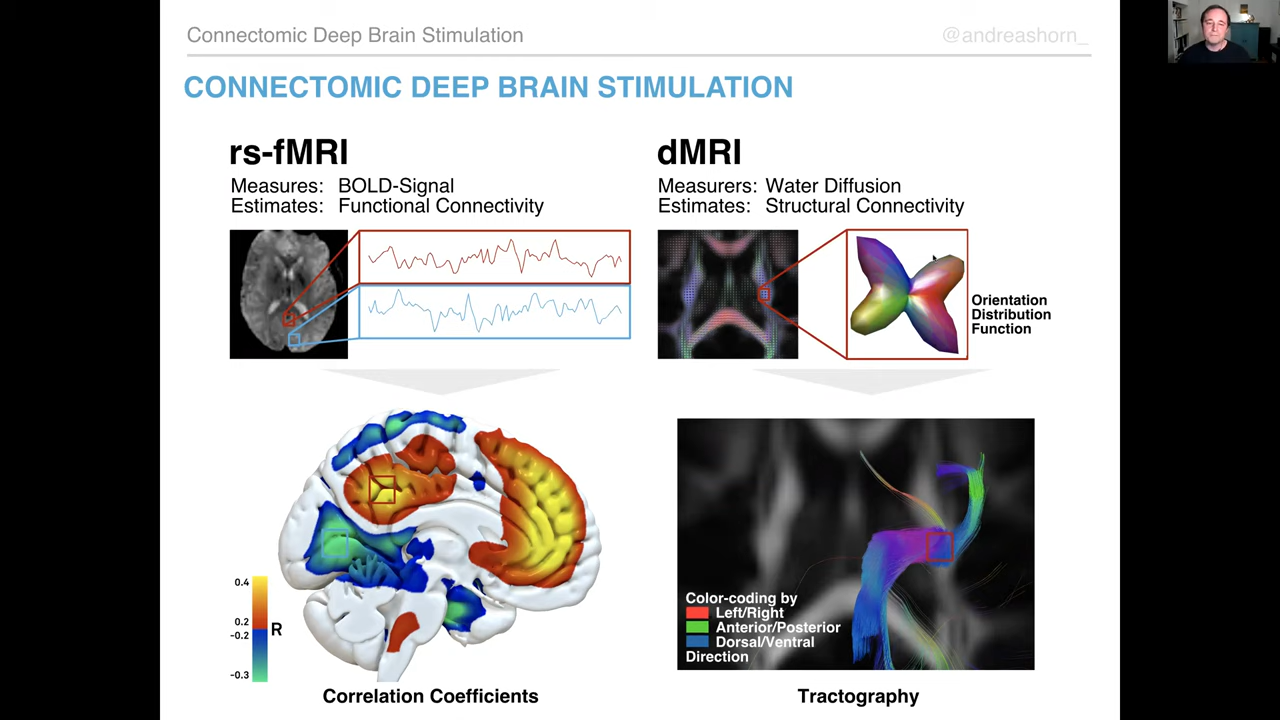 Connectomic Deep Brain Stimulation
@andreashorn_
CONNECTOMIC DEEP BRAIN STIMULATION
rs-fMRI
Measures: BOLD-Signal
Estimates: Functional Connectivity
dMRI
Measurers: Water Diffusion
Estimates: Structural Connectivity
Orientation
Distribution
Function
0.4
0.2
-0.2
-0.3
R
Correlation Coefficients
Color-coding by
Left/Right
Anterior/Posterior
Dorsal/Ventral
Direction
Tractography